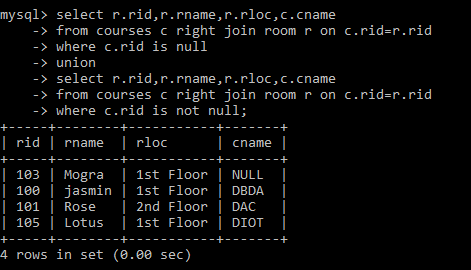 mysql> select r.rid,r.rname,r.rloc,c.cname
-> from courses c right join room r on c.rid=r.rid
-> where c.rid is null
-> union
-> select r.rid,r.rname,r.rloc,c.cname
-> from courses c right join room r on c.rid=r.rid
-> where c.rid is not null;
+-----+--------+-----------+-------+
| rid | rname  | rloc      | cname |
+-----+--------+-----------+-------+
| 103 | Mogra  | 1st Floor | NULL  |
| 100 | jasmin | 1st Floor | DBDA  |
| 101 | Rose   | 2nd Floor | DAC   |
| 105 | Lotus  | 1st Floor | DIOT  |
+-----+--------+-----------+-------+
4 rows in set (0.00 sec)